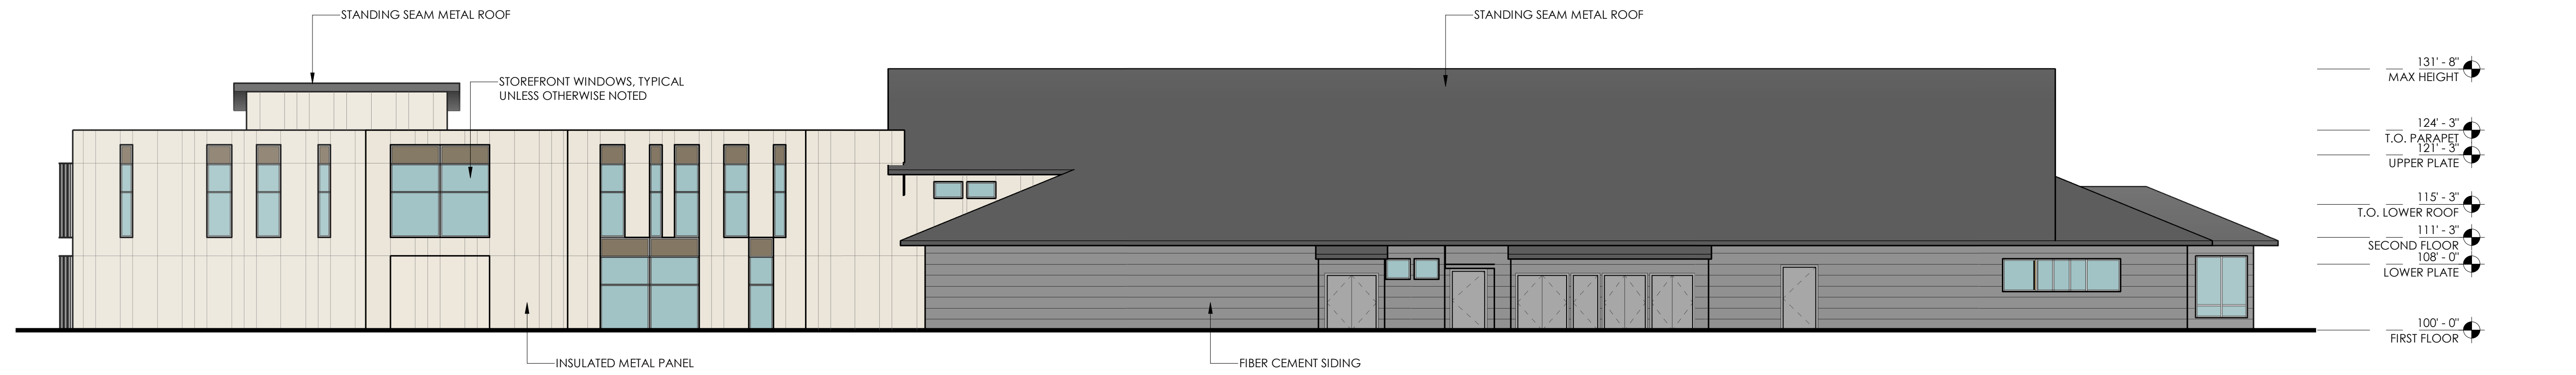 STANDING SEAM METAL ROOF
STANDING SEAM METAL ROOF
STOREFRONT WINDOWS, TYPICAL
UNLESS OTHERWISE NOTED
131' - 8"
MAX HEIGHT
124' - 3"
T.O. PARAPET
121' - 3"
UPPER PLATE
115' - 3"
T.O. LOWER ROOF
111' - 3"
SECOND FLOOR
108' - 0"
LOWER PLATE
100' - 0"
FIRST FLOOR
INSULATED METAL PANEL
FIBER CEMENT SIDING